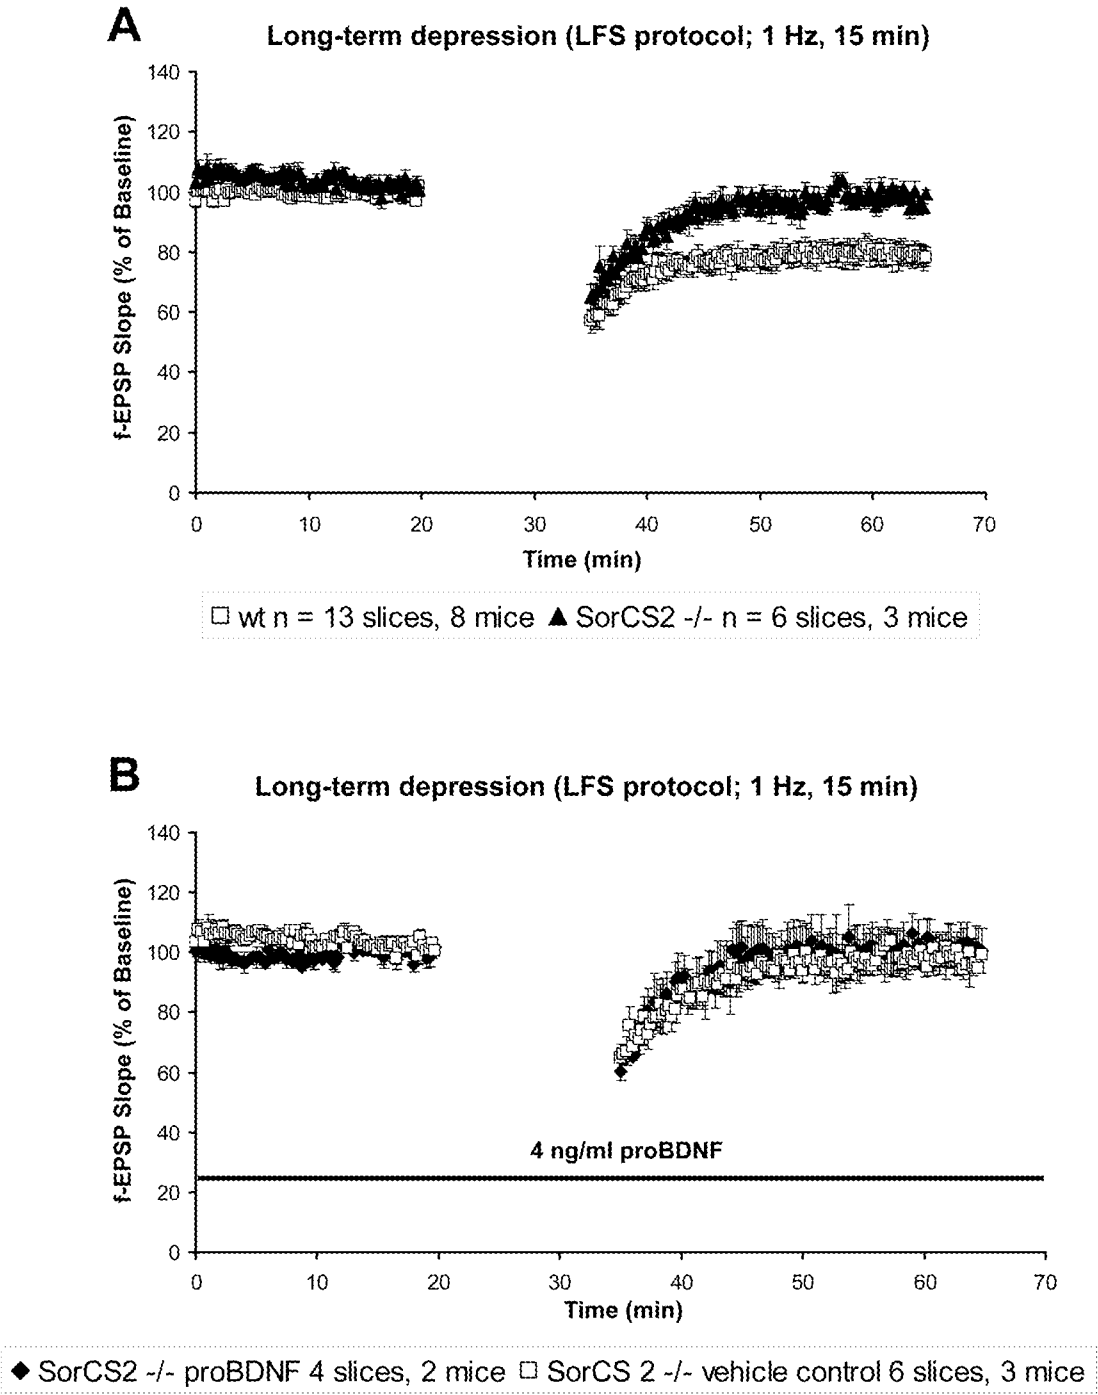 A
Long-term depression (LFS protocol; 1 Hz, 15 min)
140
120
100
80
60
40
20
0
f-EPSP Slope (% of Baseline)
0 10 20 30 40 50 60 70
Time (min)
wt n = 13 slices, 8 mice SorCS2 -/- n = 6 slices, 3 mice
B
Long-term depression (LFS protocol; 1 Hz, 15 min)
140
120
100
80
60
40
20
0
f-EPSP Slope (% of Baseline)
4 ng/ml proBDNF
0 10 20 30 40 50 60 70
Time (min)
SorCS2 -/- proBDNF 4 slices, 2 mice SorCS 2 -/- vehicle control 6 slices, 3 mice